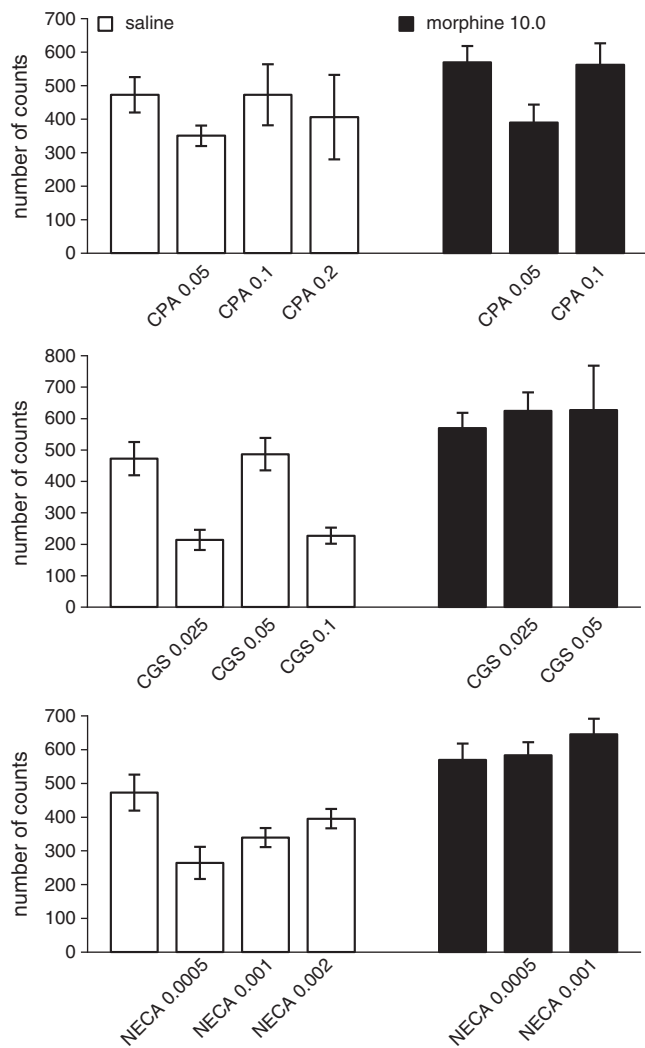 saline
morphine 10.0
number of counts
700
600
500
400
300
200
100
0
CPA 0.05
CPA 0.1
CPA 0.2
CPA 0.05
CPA 0.1
number of counts
800
700
600
500
400
300
200
100
0
CGS 0.025
CGS 0.05
CGS 0.1
CGS 0.025
CGS 0.05
number of counts
700
600
500
400
300
200
100
0
NECA 0.0005
NECA 0.001
NECA 0.002
NECA 0.0005
NECA 0.001